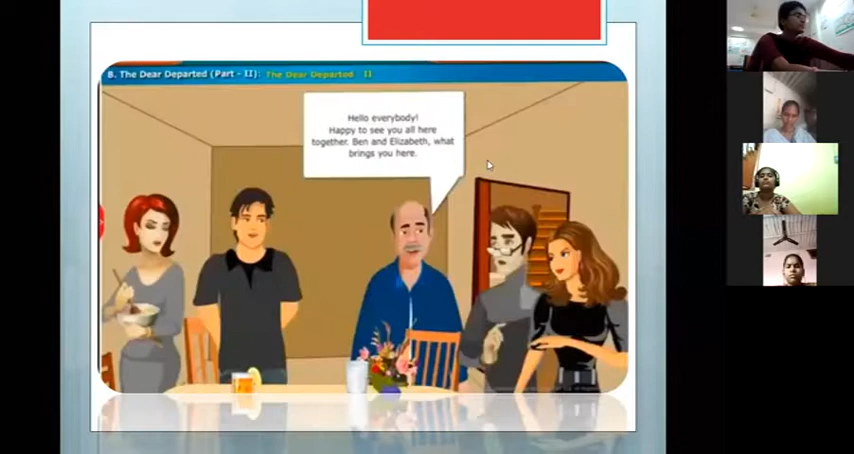 B. The Dear Departed (Part - II): The Dear Departed - II
Hello everybody!
Happy to see you all here
together. Ben and Elizabeth, what
brings you here.